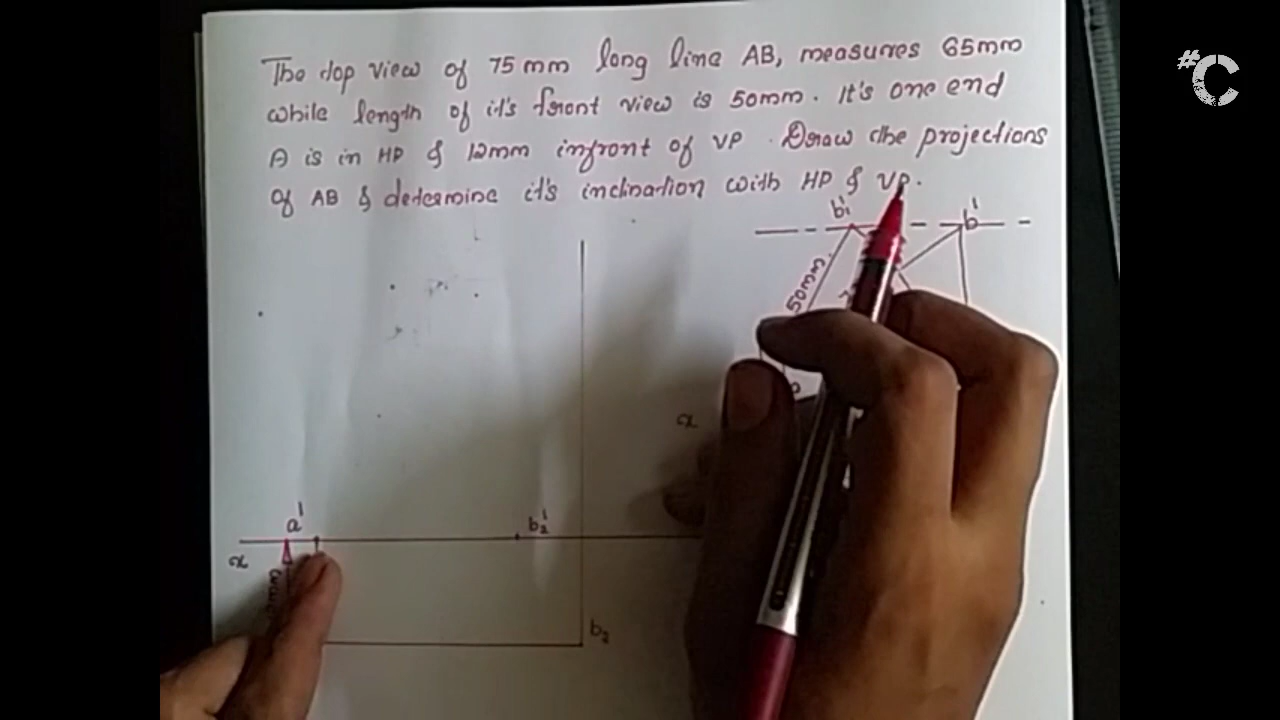 The top view of 75 mm long line AB, measures 65mm
while length of it's front view is 50mm. It's one end
A is in HP & 12mm infront of VP. Draw the projections
of AB & determine it's inclination with HP & VP.
b1' b'
50mm
x
a' b2'
x
b2
#C